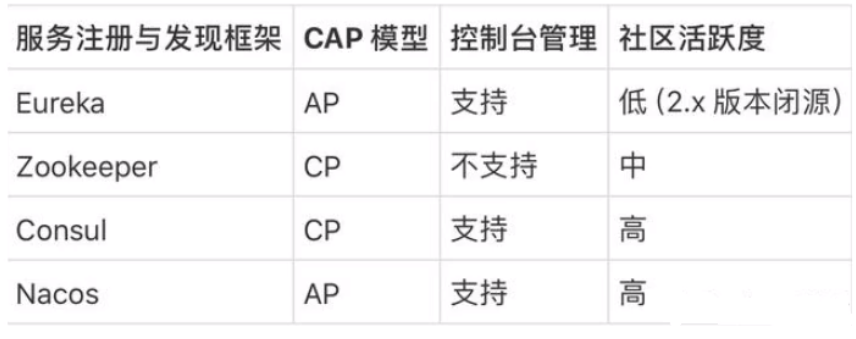 服务注册与发现框架 CAP 模型 控制台管理 社区活跃度
Eureka AP 支持 低 (2.x 版本闭源)
Zookeeper CP 不支持 中
Consul CP 支持 高
Nacos AP 支持 高